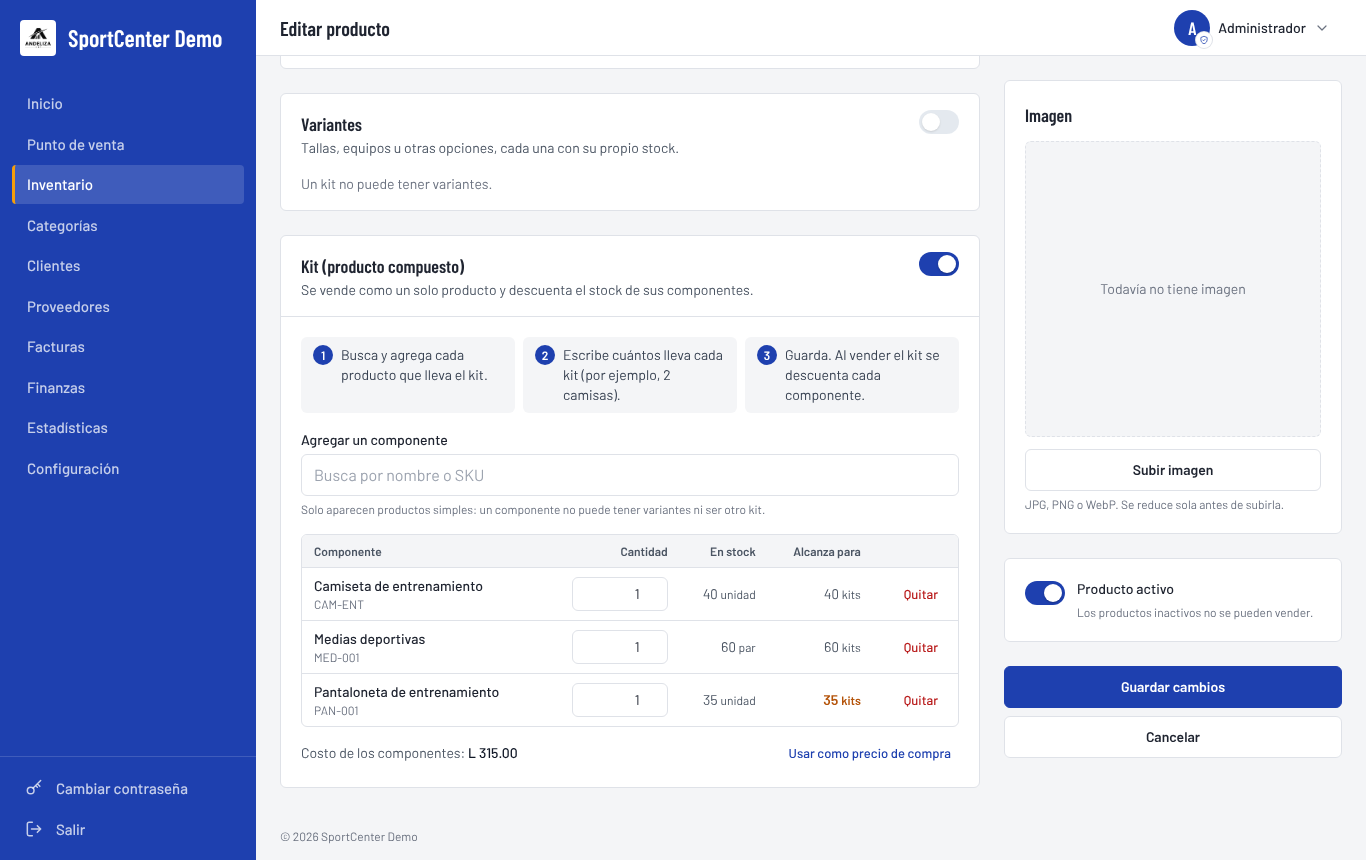 ANDELIZA
SportCenter Demo
Inicio
Punto de venta
Inventario
Categorías
Clientes
Proveedores
Facturas
Finanzas
Estadísticas
Configuración
Cambiar contraseña
Salir
Editar producto
A
Administrador
Variantes
Tallas, equipos u otras opciones, cada una con su propio stock.
Un kit no puede tener variantes.
Kit (producto compuesto)
Se vende como un solo producto y descuenta el stock de sus componentes.
1 Busca y agrega cada
producto que lleva el kit.
2 Escribe cuántos lleva cada
kit (por ejemplo, 2
camisas).
3 Guarda. Al vender el kit se
descuenta cada
componente.
Agregar un componente
Busca por nombre o SKU
Solo aparecen productos simples: un componente no puede tener variantes ni ser otro kit.
Componente Cantidad En stock Alcanza para
Camiseta de entrenamiento 1 40 unidad 40 kits Quitar
CAM-ENT
Medias deportivas 1 60 par 60 kits Quitar
MED-001
Pantaloneta de entrenamiento 1 35 unidad 35 kits Quitar
PAN-001
Costo de los componentes: L 315.00 Usar como precio de compra
Imagen
Todavía no tiene imagen
Subir imagen
JPG, PNG o WebP. Se reduce sola antes de subirla.
Producto activo
Los productos inactivos no se pueden vender.
Guardar cambios
Cancelar
© 2026 SportCenter Demo